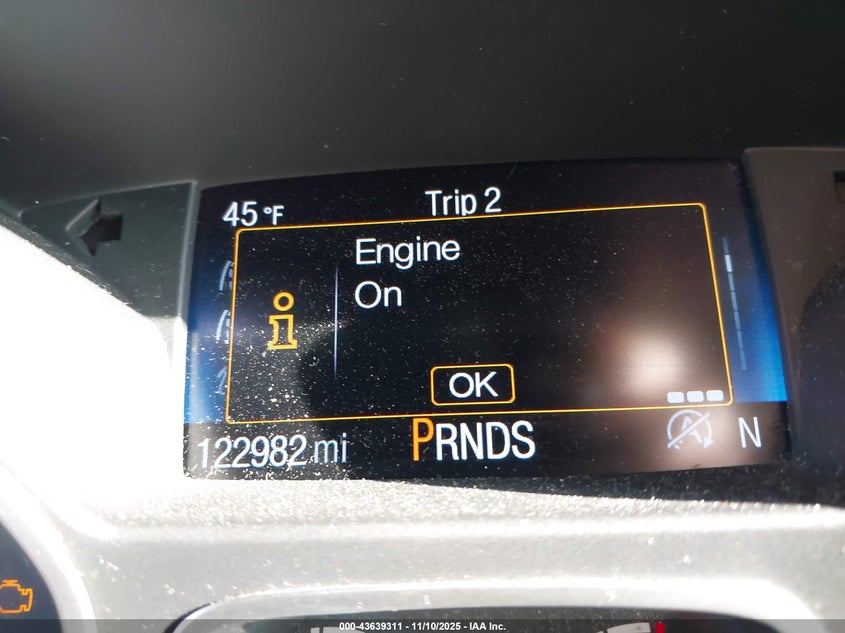 45 °F
Trip 2
Engine
On
OK
122982 mi
PRNDS
A
N
000-43639311 — 11/10/2025 — IAA Inc.